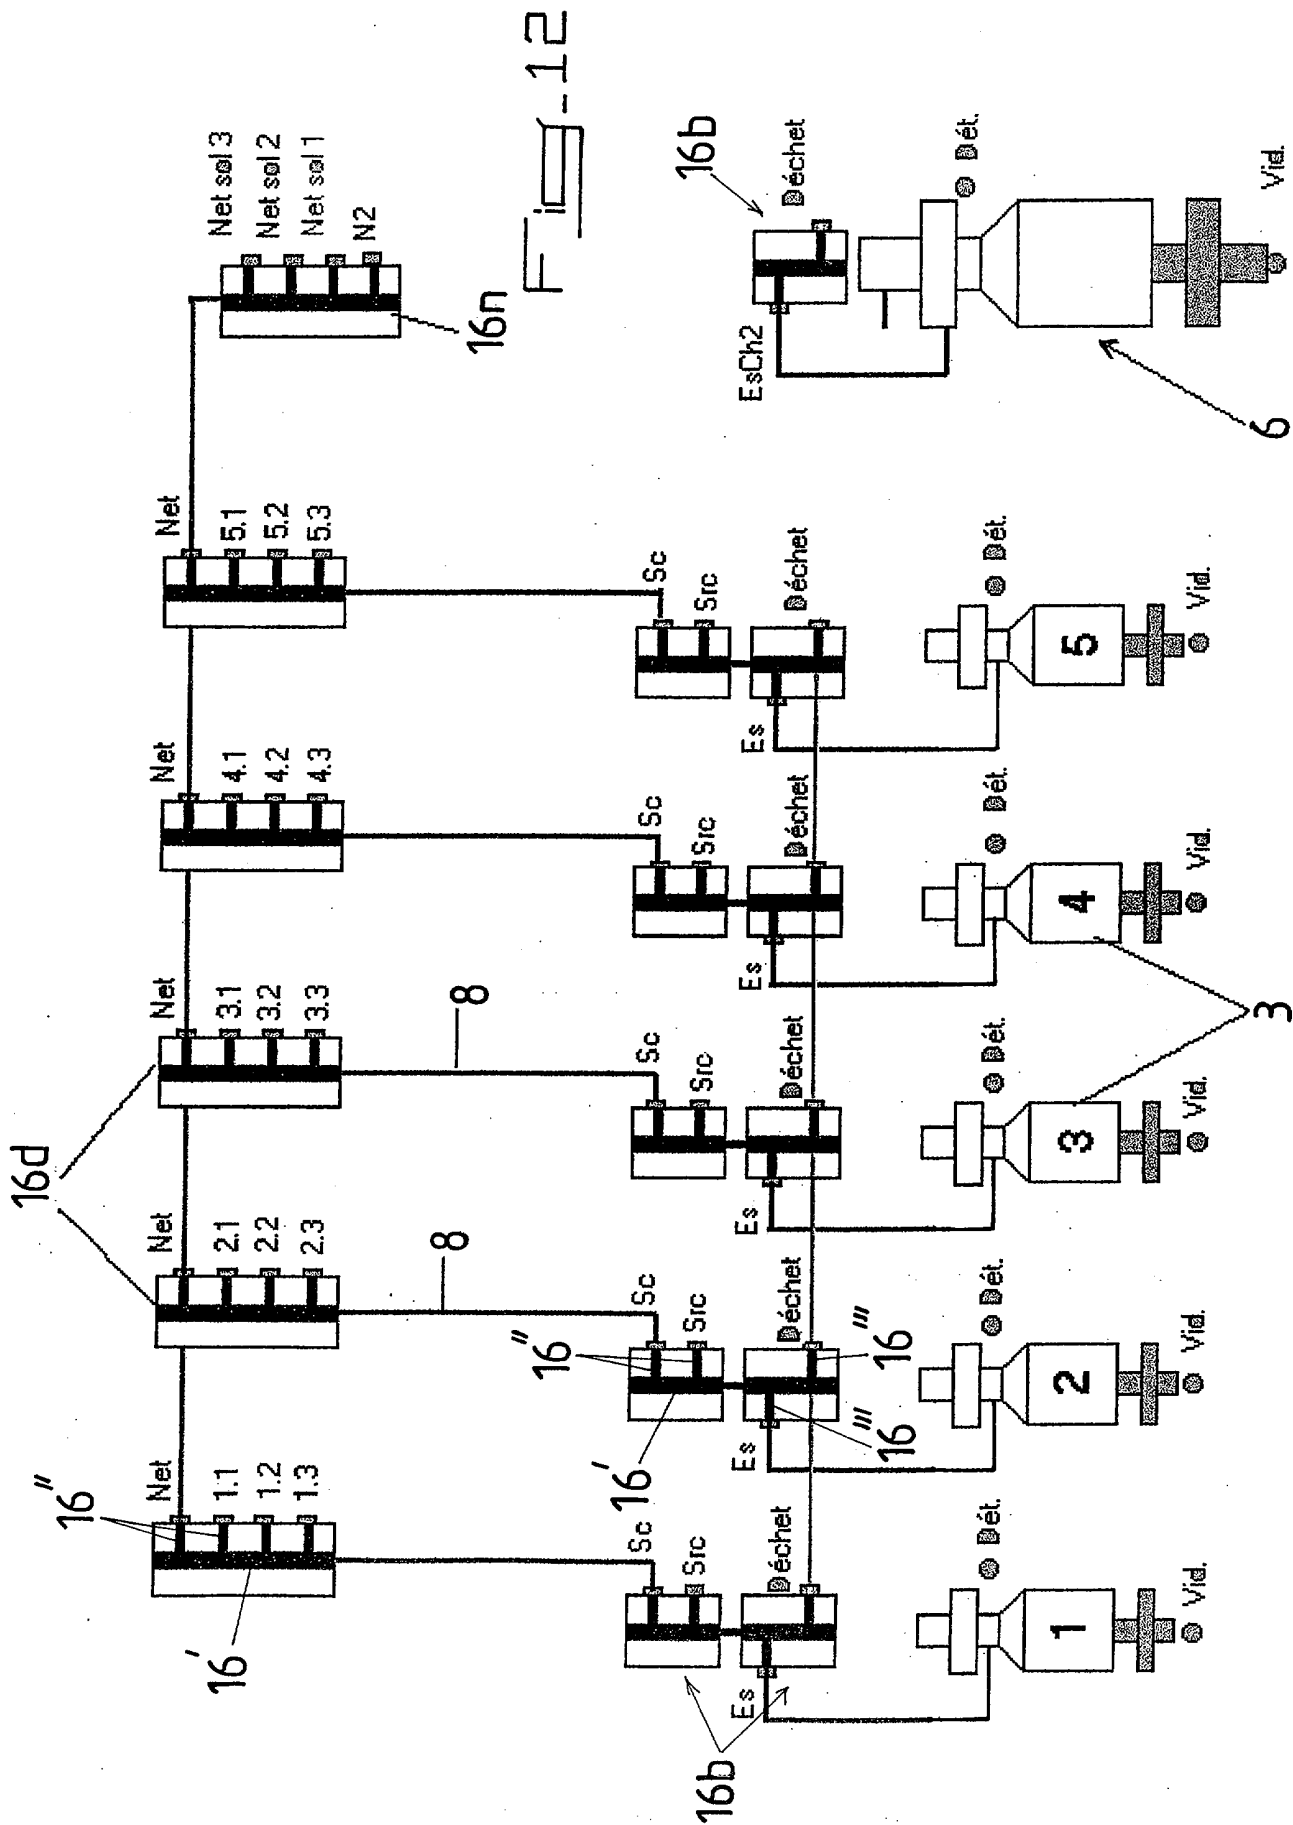 Fig-12
Net sol 3
Net sol 2
Net sol 1
N2
16n
Net
5.1
5.2
5.3
Net
4.1
4.2
4.3
Net
3.1
3.2
3.3
Net
2.1
2.2
2.3
Net
1.1
1.2
1.3
16d
16''
16'
8
8
Sc
Src
Déchet
Es
Sc
Src
Déchet
Es
Sc
Src
Déchet
Es
Sc
Src
Déchet
Es
Sc
Src
Déchet
Es
16''
16'
16'''
16'''
16b
16b
Déchet
EsCh2
Dét.
Vid.
6
5
Dét.
Vid.
4
Dét.
Vid.
3
Dét.
Vid.
2
Dét.
Vid.
1
Dét.
Vid.
3